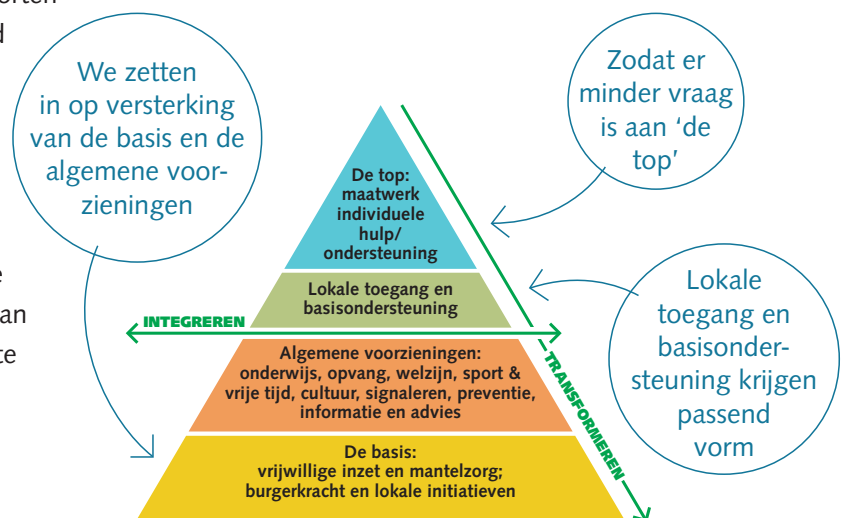 We zetten
in op versterking
van de basis en de
algemene voor-
zieningen
Zodat er
minder vraag
is aan ‘de
top’
De top:
maatwerk
individuele
hulp/
ondersteuning
Lokale toegang en
basisondersteuning
INTEGREREN
Algemene voorzieningen:
onderwijs, opvang, welzijn, sport &
vrije tijd, cultuur, signaleren, preventie,
informatie en advies
TRANSFORMEREN
De basis:
vrijwillige inzet en mantelzorg;
burgerkracht en lokale initiatieven
Lokale
toegang en
basisonder-
steuning krijgen
passend
vorm